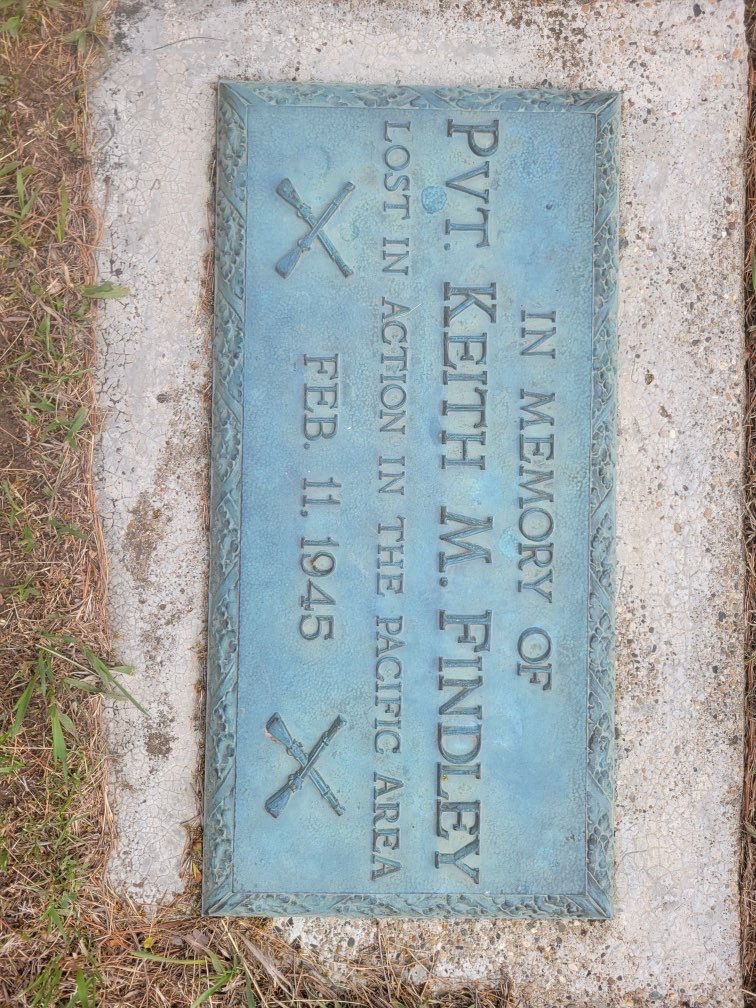 IN MEMORY OF
PVT. KEITH M. FINDLEY
LOST IN ACTION IN THE PACIFIC AREA
FEB. 11, 1945